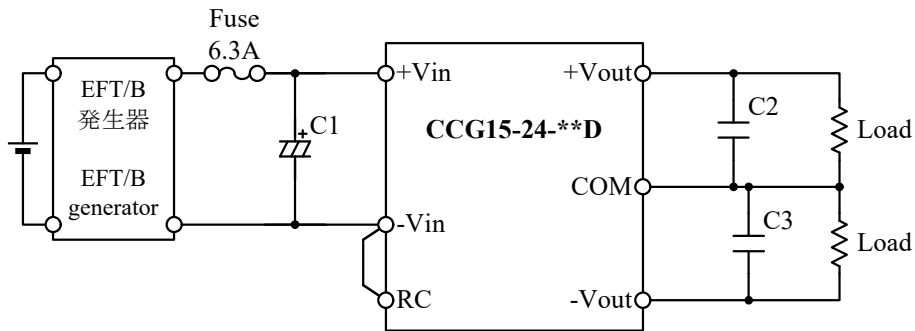 Fuse
6.3A
EFT/B
発生器
EFT/B
generator
C1
+Vin
-Vin
RC
CCG15-24-**D
+Vout
COM
-Vout
C2
C3
Load
Load